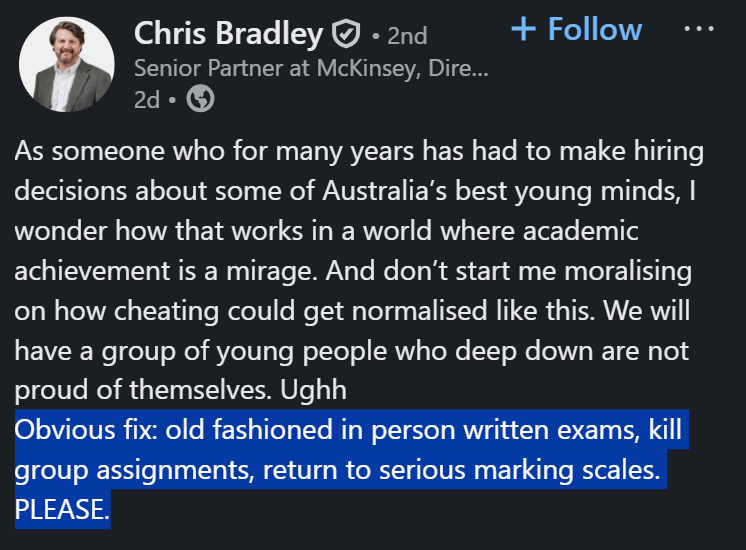 Chris Bradley • 2nd
+ Follow
...
Senior Partner at McKinsey, Dire...
2d •
As someone who for many years has had to make hiring
decisions about some of Australia’s best young minds, I
wonder how that works in a world where academic
achievement is a mirage. And don’t start me moralising
on how cheating could get normalised like this. We will
have a group of young people who deep down are not
proud of themselves. Ughh
Obvious fix: old fashioned in person written exams, kill
group assignments, return to serious marking scales.
PLEASE.